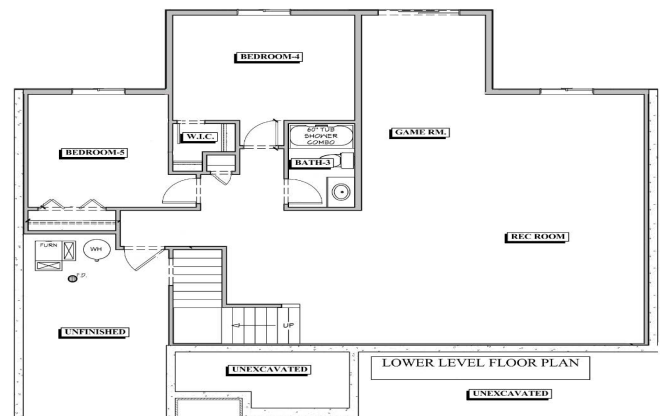 BEDROOM-4
W.I.C.
60" TUB
SHOWER
COMBO
GAME RM.
BEDROOM-5
BATH-3
REC ROOM
FURN
WH
F.D.
UNFINISHED
UP
UNEXCAVATED
LOWER LEVEL FLOOR PLAN
UNEXCAVATED